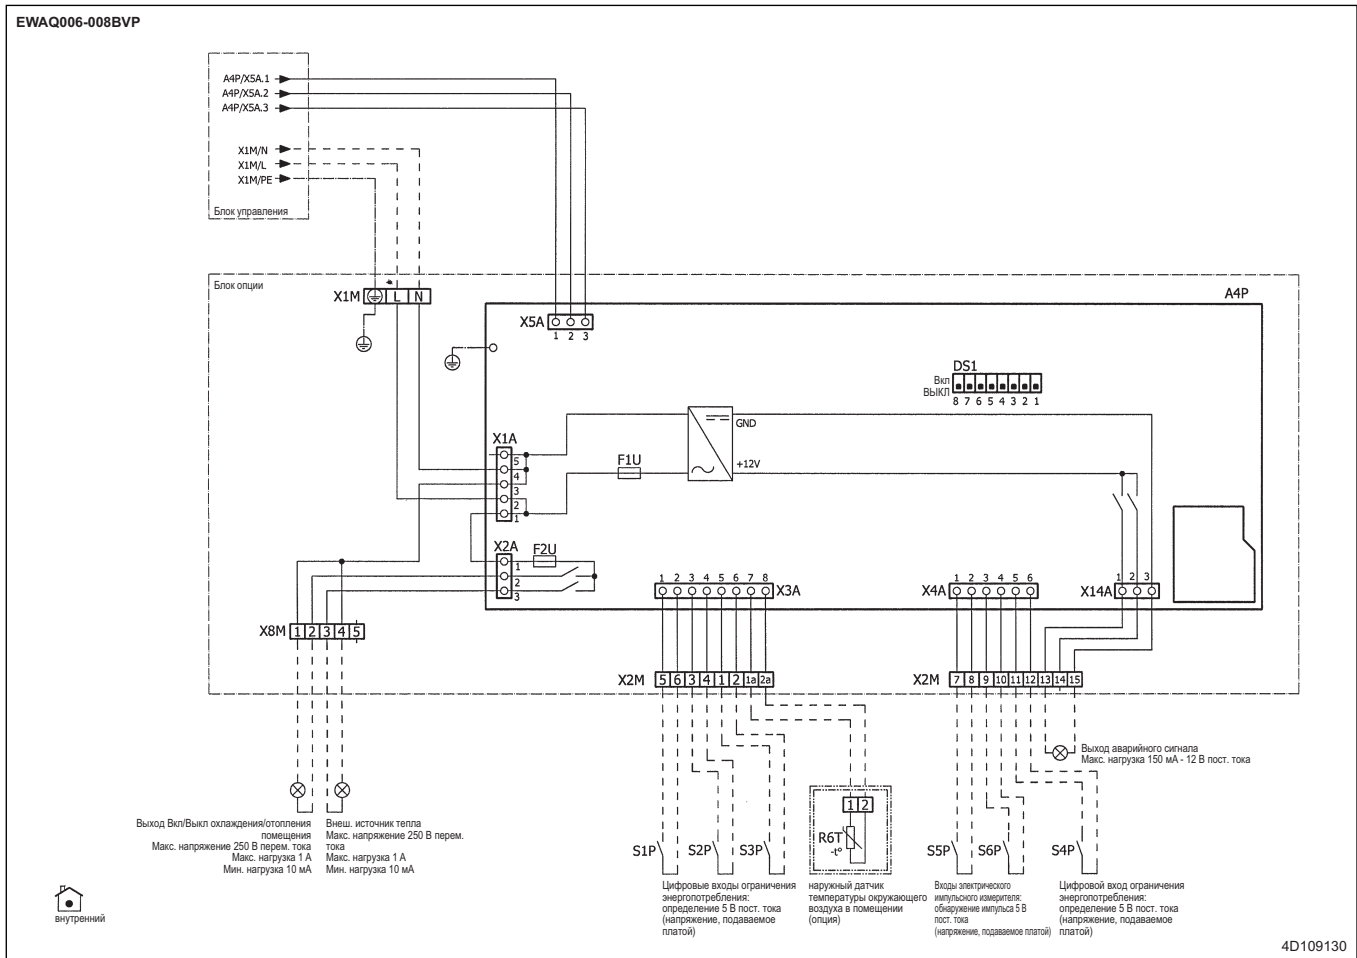 EWAQ006-008BVP
A4P/X5A.1
A4P/X5A.2
A4P/X5A.3
X1M/N
X1M/L
X1M/PE
Блок управления
Блок опции
X1M
L N
A4P
X5A
1 2 3
DS1
Вкл
ВЫКЛ
8 7 6 5 4 3 2 1
X1A
5
4
3
2
1
F1U
GND
+12V
X2A
F2U
1
2
3
1 2 3 4 5 6 7 8
X3A
1 2 3 4 5 6
X4A
1 2 3
X14A
X8M
1 2 3 4 5
X2M
5 6 3 4 1 2 1a 2a
X2M
7 8 9 10 11 12 13 14 15
Выход аварийного сигнала
Макс. нагрузка 150 мА - 12 В пост. тока
Выход Вкл/Выкл охлаждения/отопления
помещения
Макс. напряжение 250 В перем. тока
Макс. нагрузка 1 А
Мин. нагрузка 10 мА
Внеш. источник тепла
Макс. напряжение 250 В перем.
тока
Макс. нагрузка 1 А
Мин. нагрузка 10 мА
S1P
S2P
S3P
1 2
R6T
-t°
S5P
S6P
S4P
Цифровые входы ограничения
энергопотребления:
определение 5 В пост. тока
(напряжение, подаваемое
платой)
наружный датчик
температуры окружающего
воздуха в помещении
(опция)
Входы электрического
импульсного измерителя:
обнаружение импульса 5 В
пост. тока
(напряжение, подаваемое платой)
Цифровой вход ограничения
энергопотребления:
определение 5 В пост. тока
(напряжение, подаваемое
платой)
внутренний
4D109130